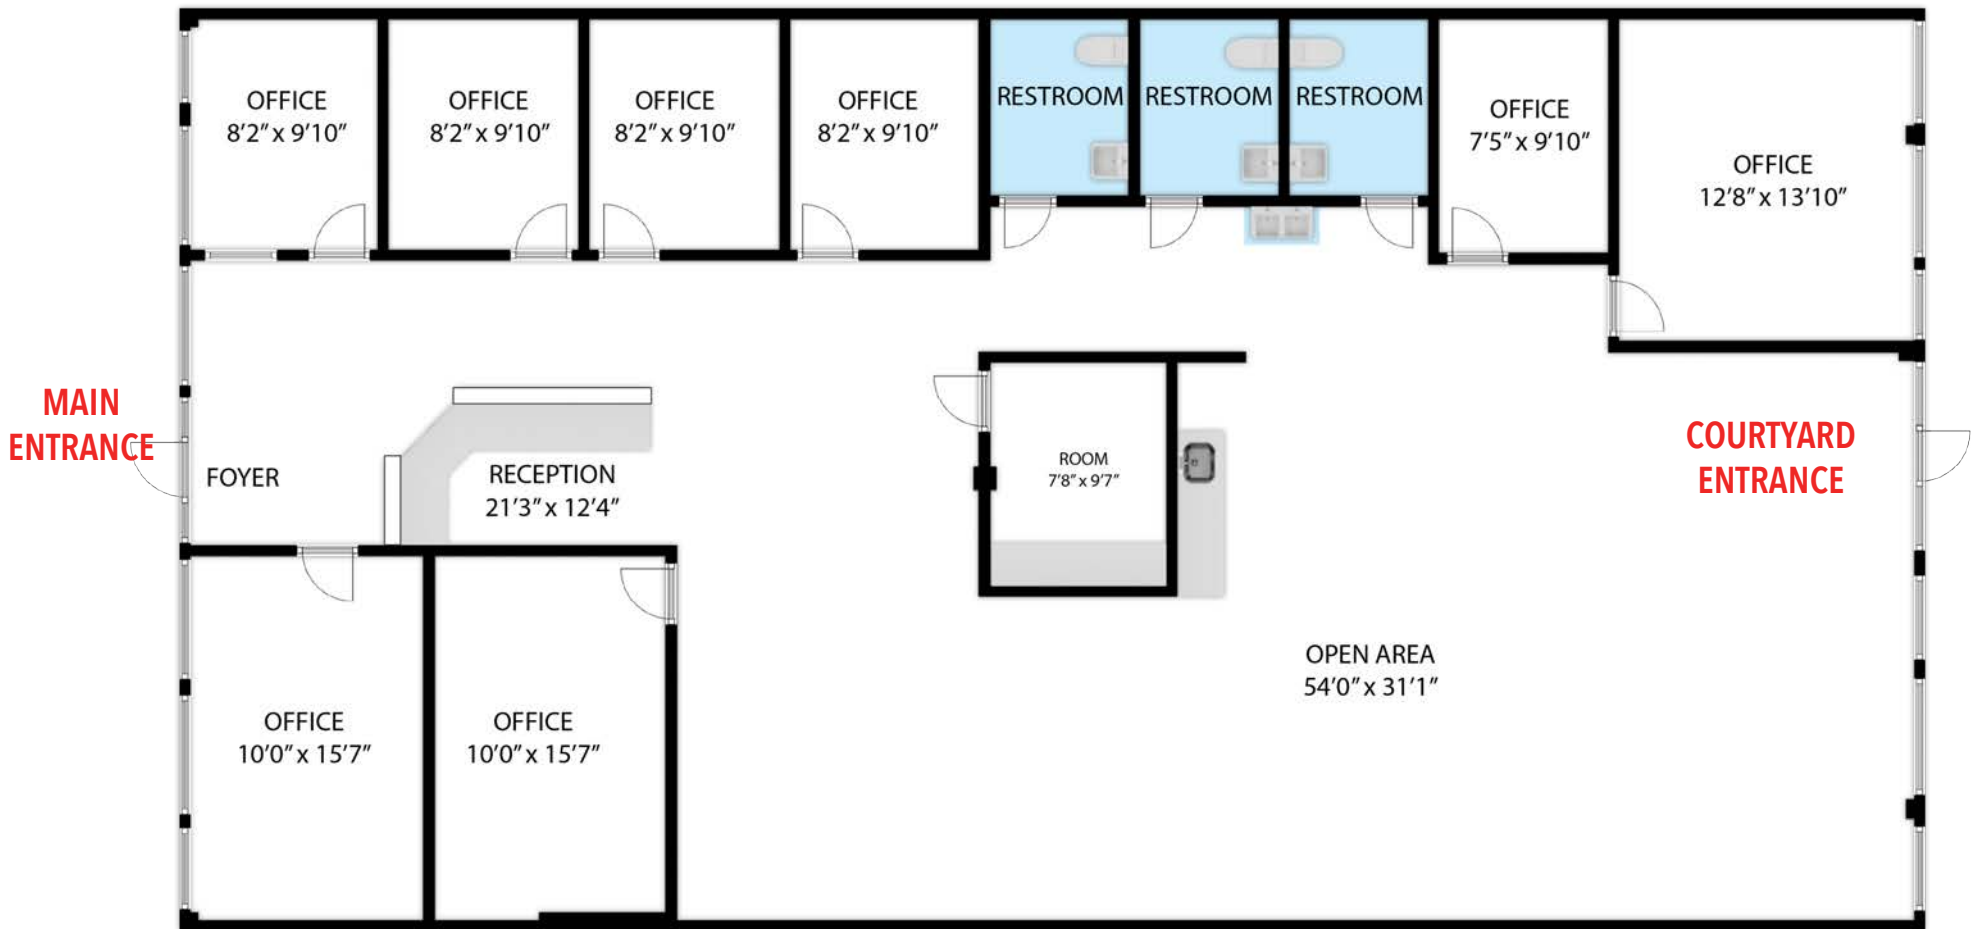 OFFICE
8'2" x 9'10"
OFFICE
8'2" x 9'10"
OFFICE
8'2" x 9'10"
OFFICE
8'2" x 9'10"
RESTROOM
RESTROOM
RESTROOM
OFFICE
7'5" x 9'10"
OFFICE
12'8" x 13'10"
MAIN
ENTRANCE
FOYER
RECEPTION
21'3" x 12'4"
ROOM
7'8" x 9'7"
COURTYARD
ENTRANCE
OFFICE
10'0" x 15'7"
OFFICE
10'0" x 15'7"
OPEN AREA
54'0" x 31'1"